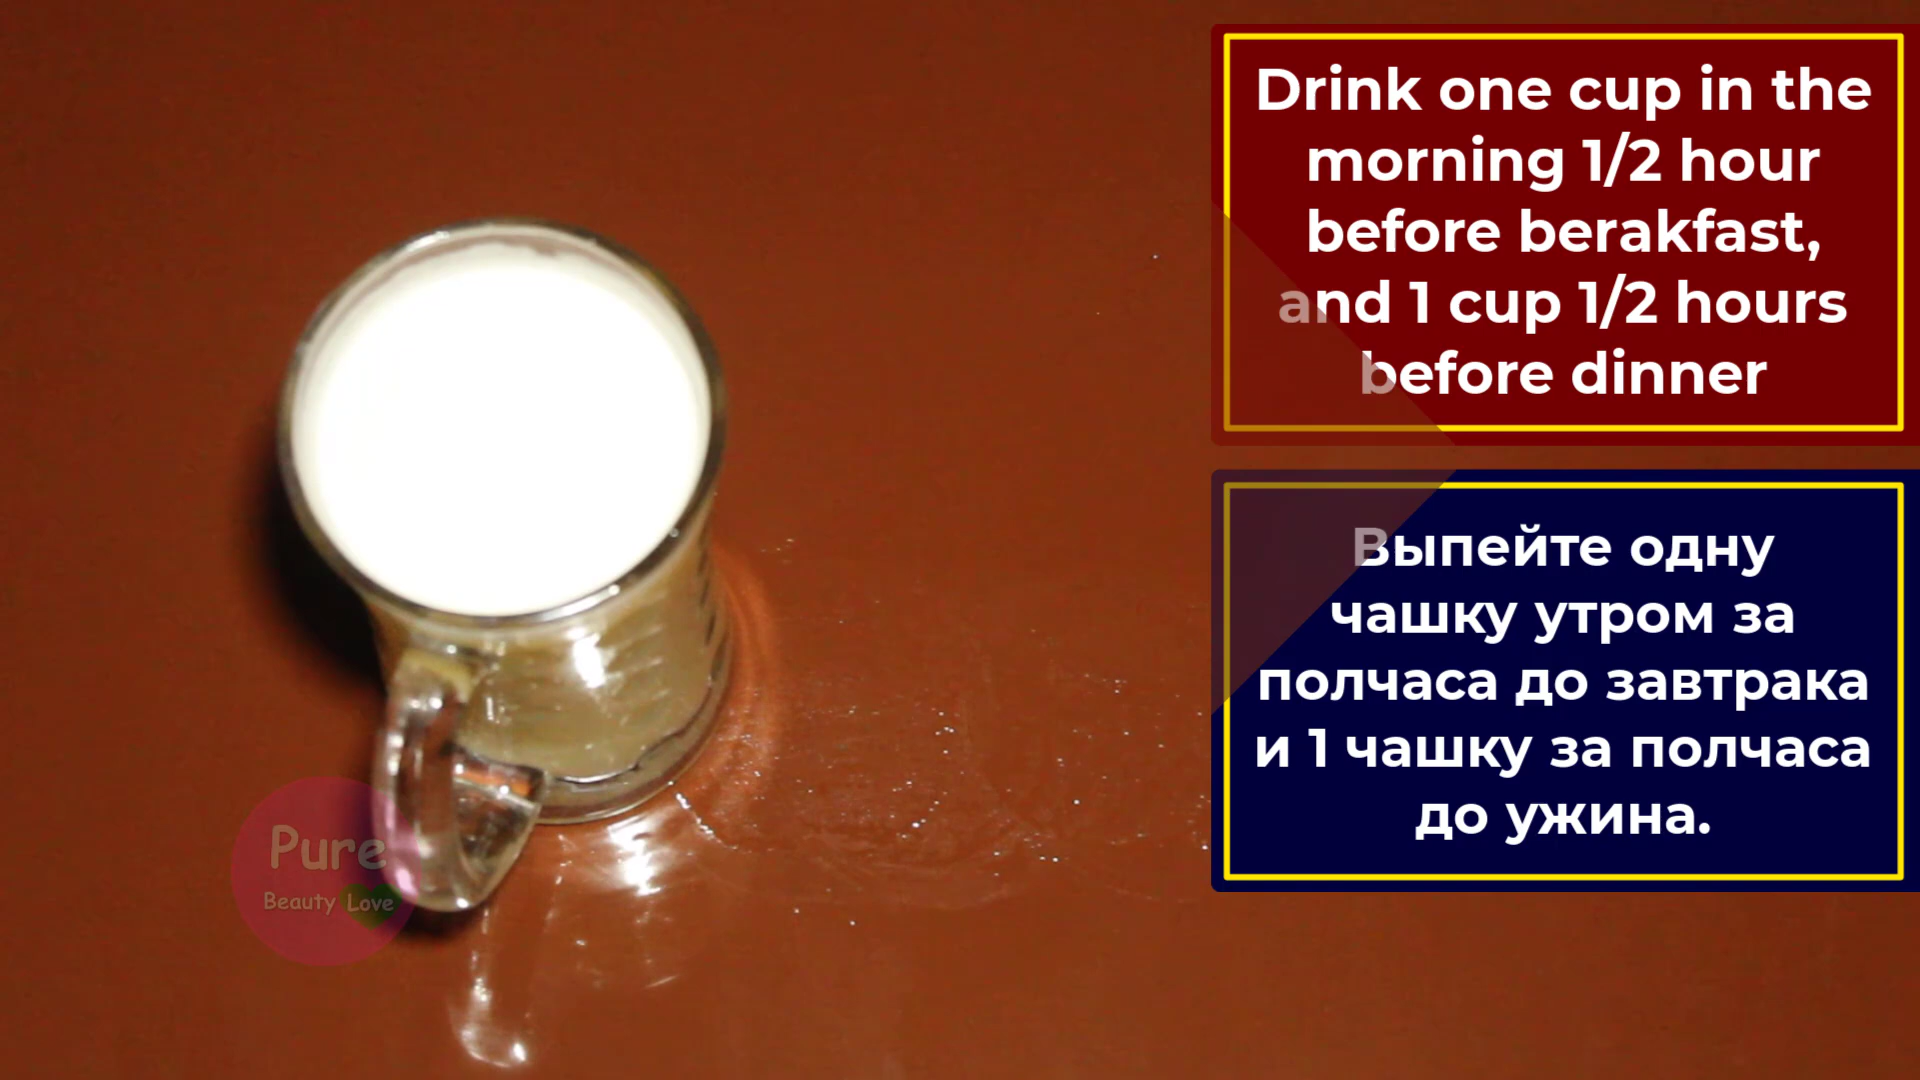 Drink one cup in the
morning 1/2 hour
before berakfast,
and 1 cup 1/2 hours
before dinner
Выпейте одну
чашку утром за
полчаса до завтрака
и 1 чашку за полчаса
до ужина.
Pure
Beauty Love